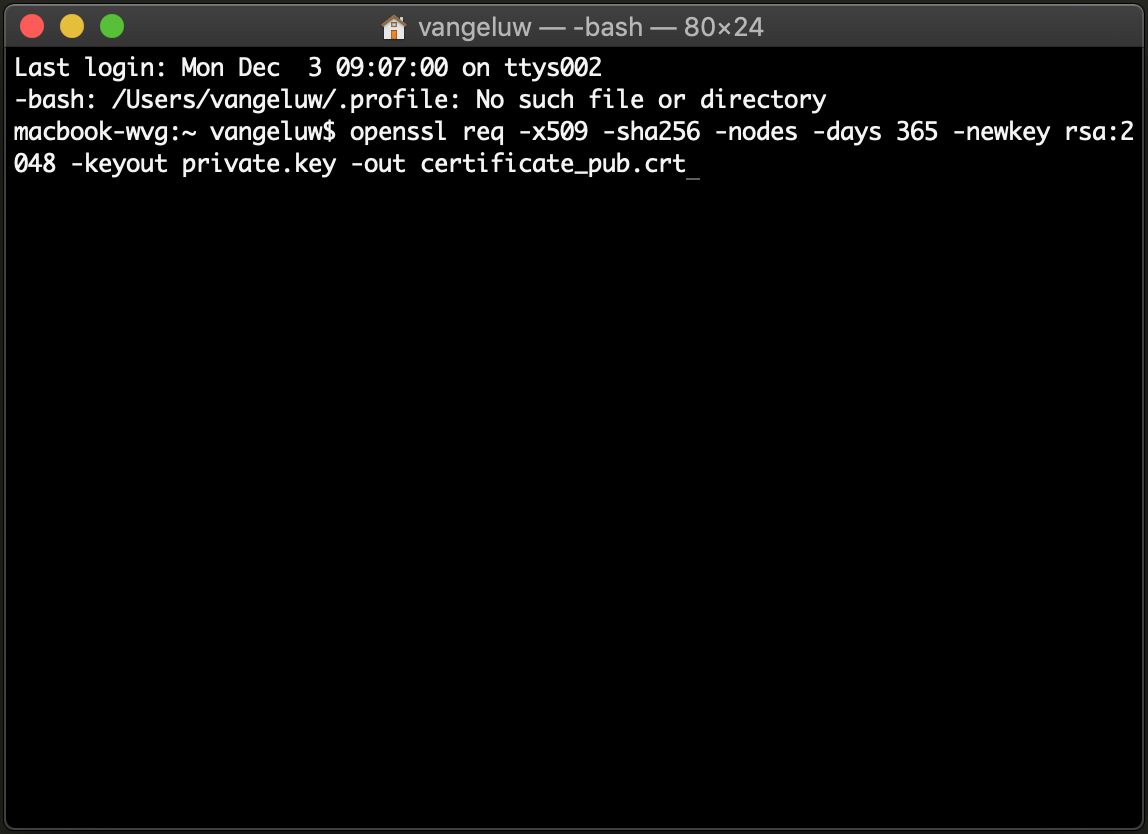 vangeluw — -bash — 80×24
Last login: Mon Dec  3 09:07:00 on ttys002
-bash: /Users/vangeluw/.profile: No such file or directory
macbook-wvg:~ vangeluw$ openssl req -x509 -sha256 -nodes -days 365 -newkey rsa:2
048 -keyout private.key -out certificate_pub.crt